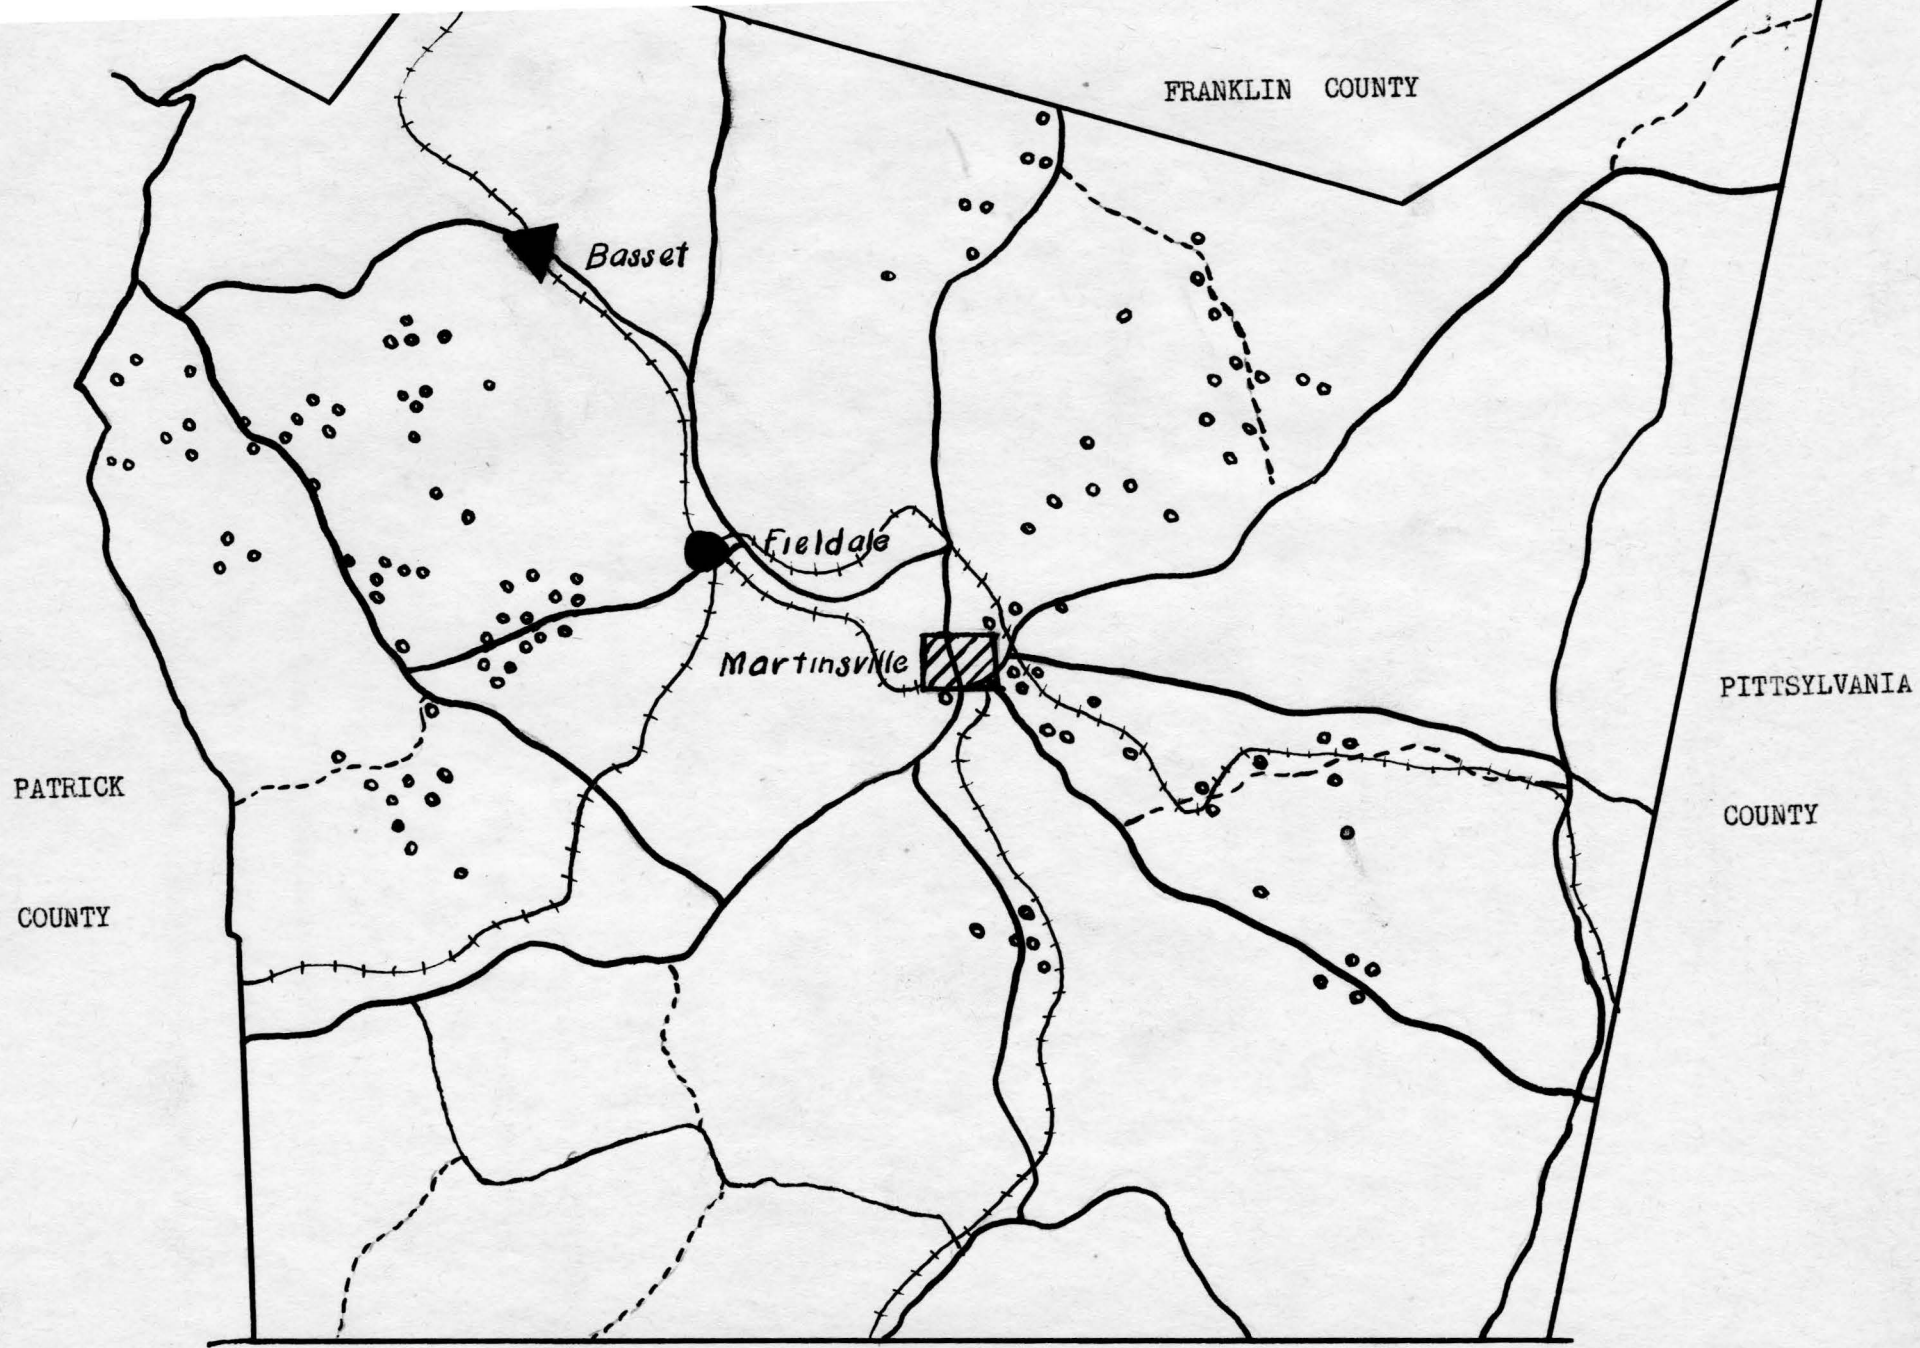 FRANKLIN COUNTY
Basset
Fieldale
Martinsville
PITTSYLVANIA
COUNTY
PATRICK
COUNTY